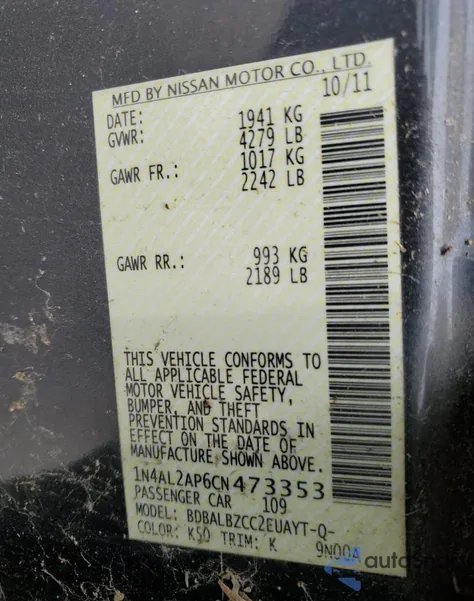 MFD BY NISSAN MOTOR CO., LTD.
DATE: 10/11
GVWR: 1941 KG
4279 LB
GAWR FR.: 1017 KG
2242 LB
GAWR RR.: 993 KG
2189 LB
THIS VEHICLE CONFORMS TO
ALL APPLICABLE FEDERAL
MOTOR VEHICLE SAFETY,
BUMPER, AND THEFT
PREVENTION STANDARDS IN
EFFECT ON THE DATE OF
MANUFACTURE SHOWN ABOVE.
1N4AL2AP6CN473353
PASSENGER CAR 109
MODEL: BDBALBZCC2EUAYT-Q-
COLOR: K50 TRIM: K 9N00A